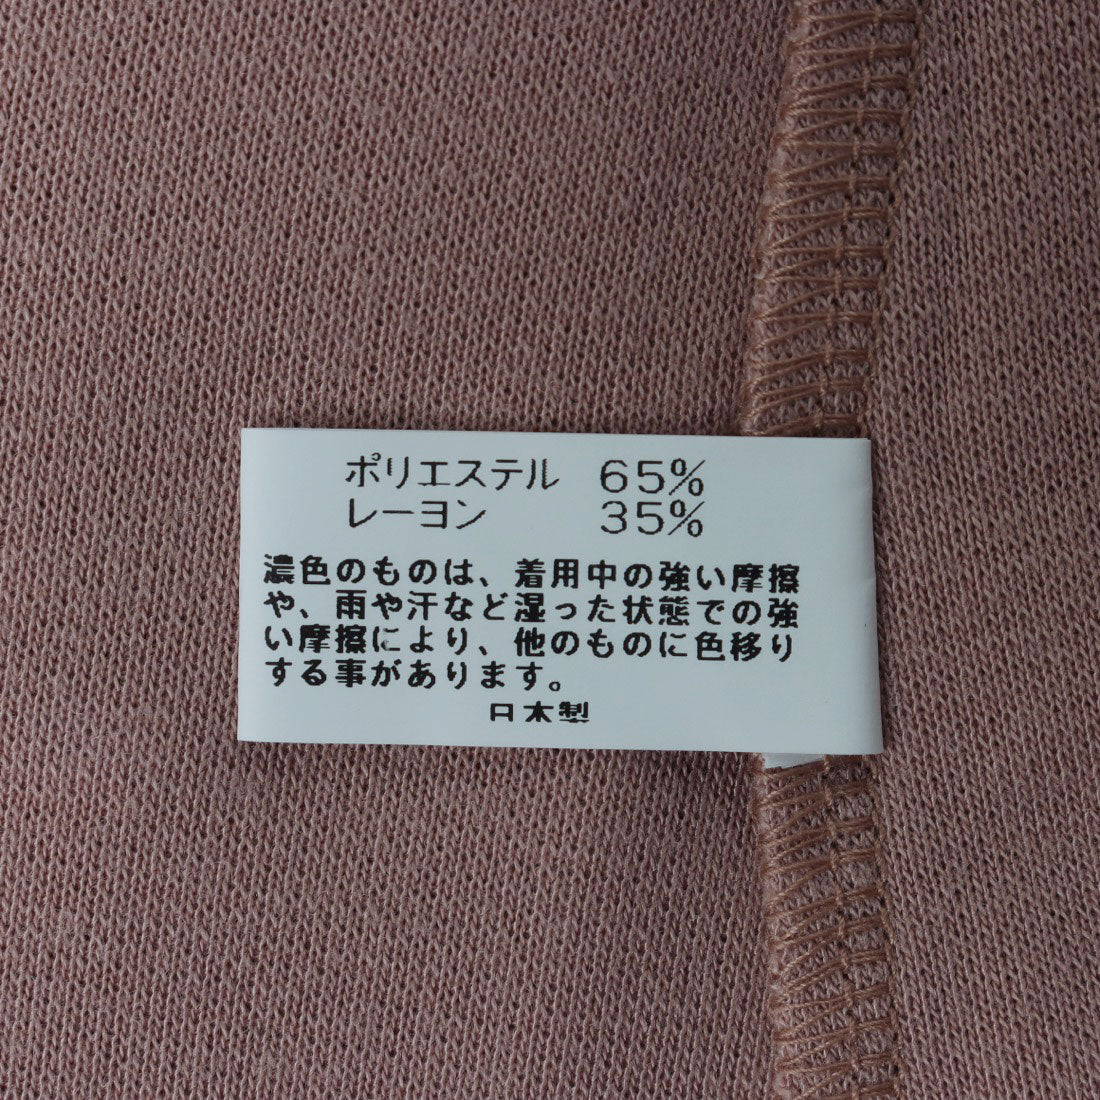 ポリエステル 65%
レーヨン 35%
濃色のものは、着用中の強い摩擦
や、雨や汗など湿った状態での強
い摩擦により、他のものに色移り
する事があります。
日本製